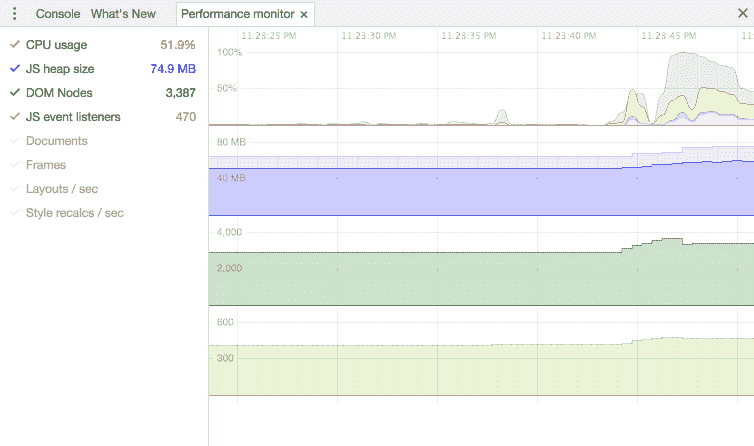 Console What's New Performance monitor
CPU usage 51.9%
JS heap size 74.9 MB
DOM Nodes 3,387
JS event listeners 470
Documents
Frames
Layouts / sec
Style recalcs / sec
11:23:25 PM 11:23:30 PM 11:23:35 PM 11:23:40 PM 11:23:45 PM
100%
50%
80 MB
40 MB
4,000
2,000
600
300